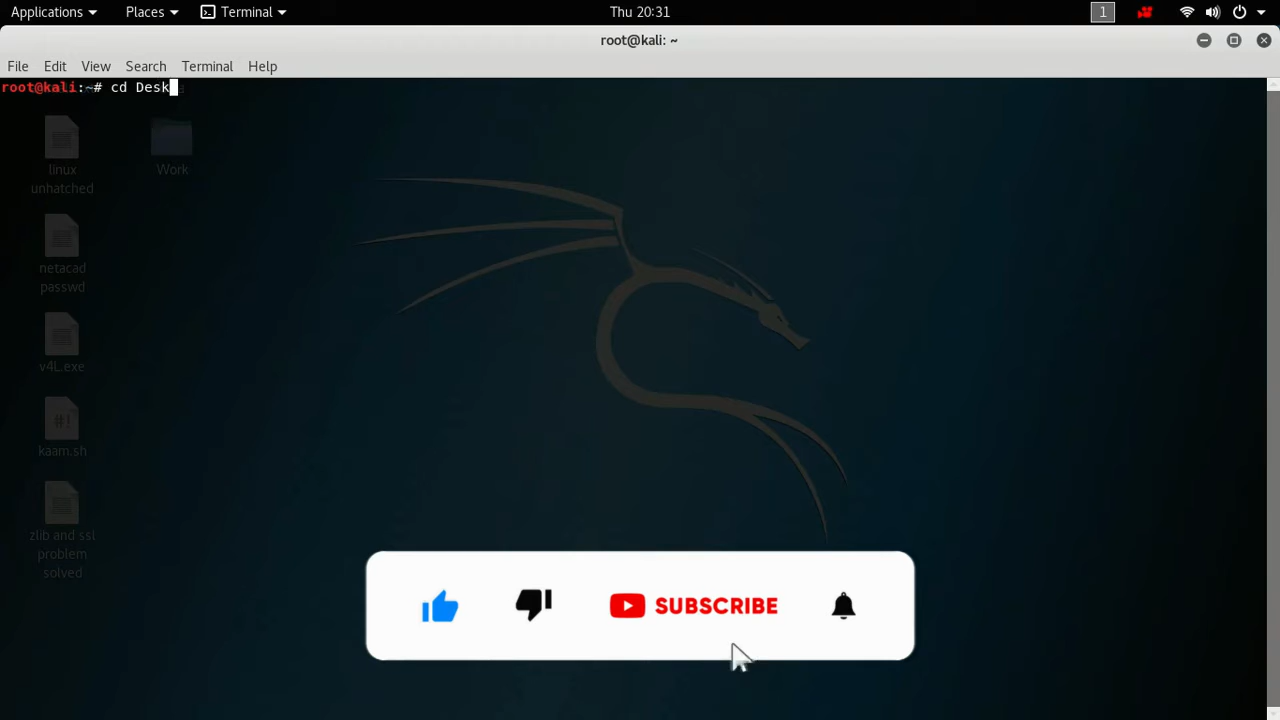 Applications Places Terminal Thu 20:31 1
root@kali: ~
File Edit View Search Terminal Help
root@kali:~# cd Desk
linux
unhatched
Work
netacad
passwd
v4L.exe
#!
kaam.sh
zlib and ssl
problem
solved
SUBSCRIBE